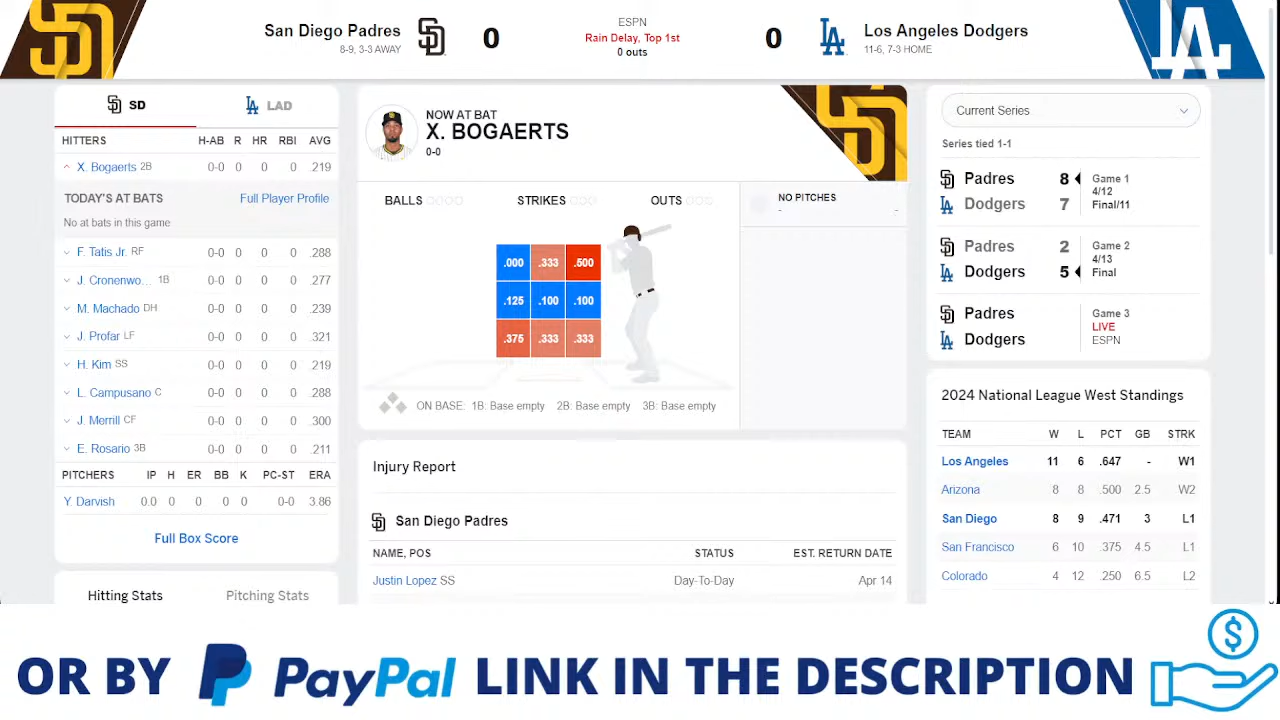 San Diego Padres
8-9, 3-3 AWAY
0
ESPN
Rain Delay, Top 1st
0 outs
0
Los Angeles Dodgers
11-6, 7-3 HOME
SD
LAD
HITTERS H-AB R HR RBI AVG
X. Bogaerts 2B 0-0 0 0 0 .219
TODAY'S AT BATS Full Player Profile
No at bats in this game
F. Tatis Jr. RF 0-0 0 0 0 .288
J. Cronenwo... 1B 0-0 0 0 0 .277
M. Machado DH 0-0 0 0 0 .239
J. Profar LF 0-0 0 0 0 .321
H. Kim SS 0-0 0 0 0 .219
L. Campusano C 0-0 0 0 0 .288
J. Merrill CF 0-0 0 0 0 .300
E. Rosario 3B 0-0 0 0 0 .211
PITCHERS IP H ER BB K PC-ST ERA
Y. Darvish 0.0 0 0 0 0 0-0 3.86
Full Box Score
Hitting Stats Pitching Stats
NOW AT BAT
X. BOGAERTS
0-0
BALLS STRIKES OUTS
NO PITCHES
- -
.000 .333 .500
.125 .100 .100
.375 .333 .333
ON BASE: 1B: Base empty 2B: Base empty 3B: Base empty
Injury Report
San Diego Padres
NAME, POS STATUS EST. RETURN DATE
Justin Lopez SS Day-To-Day Apr 14
Current Series
Series tied 1-1
Padres 8 Game 1
4/12
Dodgers 7 Final/11
Padres 2 Game 2
4/13
Dodgers 5 Final
Padres Game 3
LIVE
Dodgers ESPN
2024 National League West Standings
TEAM W L PCT GB STRK
Los Angeles 11 6 .647 - W1
Arizona 8 8 .500 2.5 W2
San Diego 8 9 .471 3 L1
San Francisco 6 10 .375 4.5 L1
Colorado 4 12 .250 6.5 L2
OR BY PayPal LINK IN THE DESCRIPTION